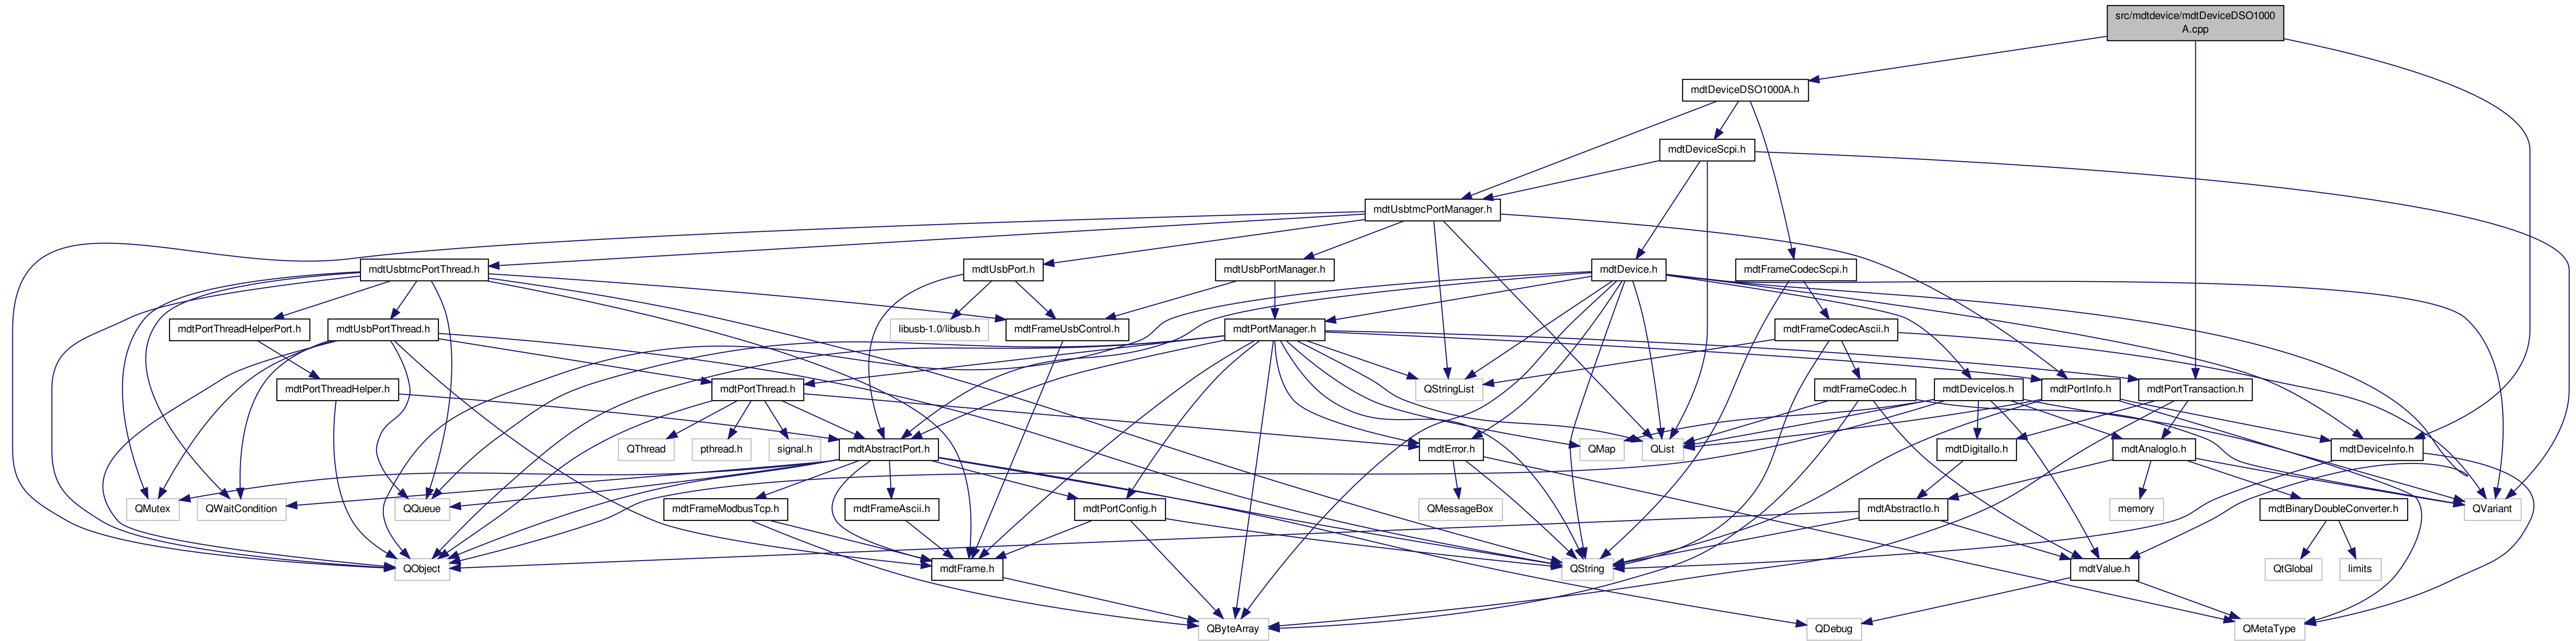 src/mdtdevice/mdtDeviceDSO1000
A.cpp
mdtDeviceDSO1000A.h
mdtDeviceScpi.h
mdtUsbtmcPortManager.h
mdtUsbtmcPortThread.h
mdtUsbPort.h
mdtUsbPortManager.h
mdtDevice.h
mdtFrameCodecScpi.h
mdtPortThreadHelperPort.h
mdtUsbPortThread.h
libusb-1.0/libusb.h
mdtFrameUsbControl.h
mdtPortManager.h
mdtFrameCodecAscii.h
mdtPortThreadHelper.h
mdtPortThread.h
QStringList
mdtFrameCodec.h
mdtDeviceIos.h
mdtPortInfo.h
mdtPortTransaction.h
QThread
pthread.h
signal.h
mdtAbstractPort.h
mdtError.h
QMap
QList
mdtDigitalIo.h
mdtAnalogIo.h
mdtDeviceInfo.h
QMutex
QWaitCondition
QQueue
mdtFrameModbusTcp.h
mdtFrameAscii.h
mdtPortConfig.h
QMessageBox
mdtAbstractIo.h
memory
mdtBinaryDoubleConverter.h
QVariant
QObject
mdtFrame.h
QString
mdtValue.h
QtGlobal
limits
QByteArray
QDebug
QMetaType